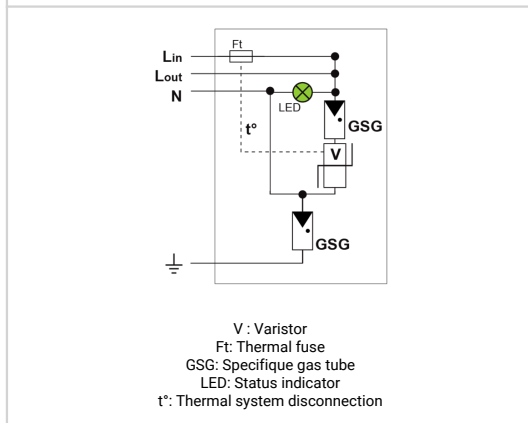 Ft
Lin
Lout
N
LED
GSG
t°
V
GSG
V : Varistor
Ft: Thermal fuse
GSG: Specifique gas tube
LED: Status indicator
t°: Thermal system disconnection